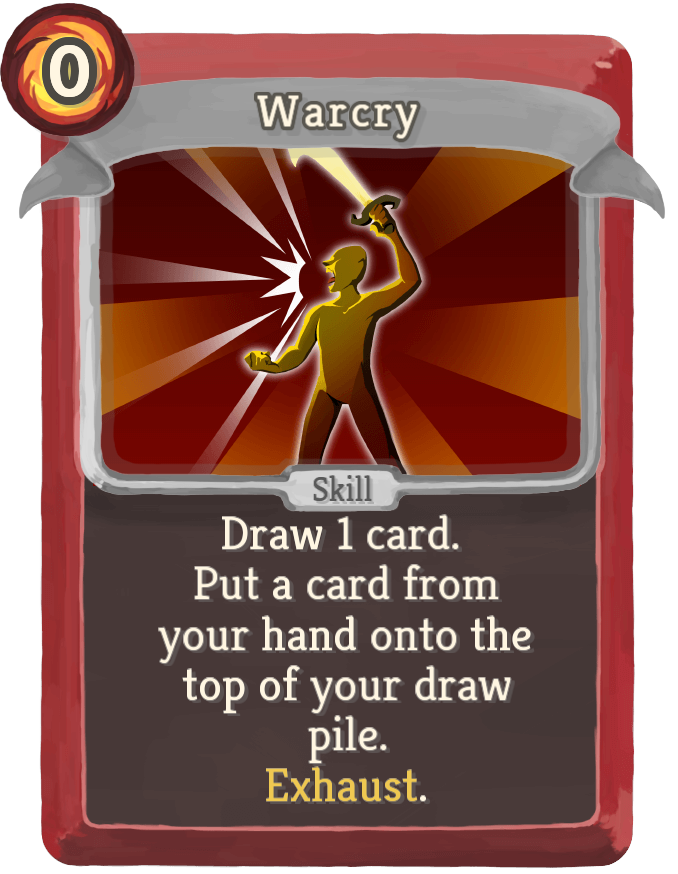 0
Warcry
Skill
Draw 1 card.
Put a card from
your hand onto the
top of your draw
pile.
Exhaust.